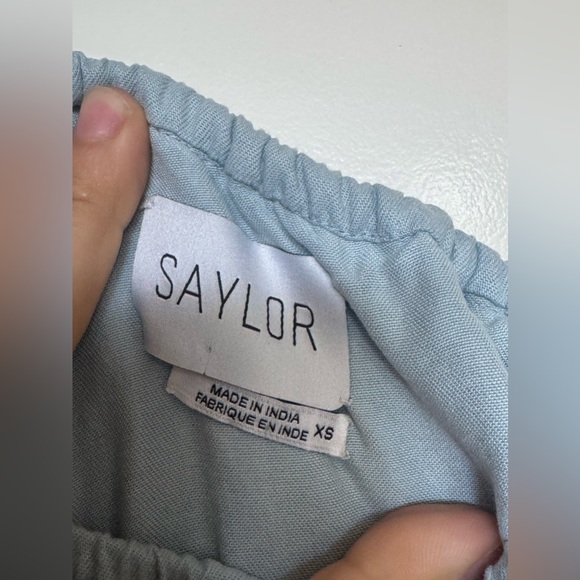 SAYLOR
MADE IN INDIA
FABRIQUE EN INDE XS